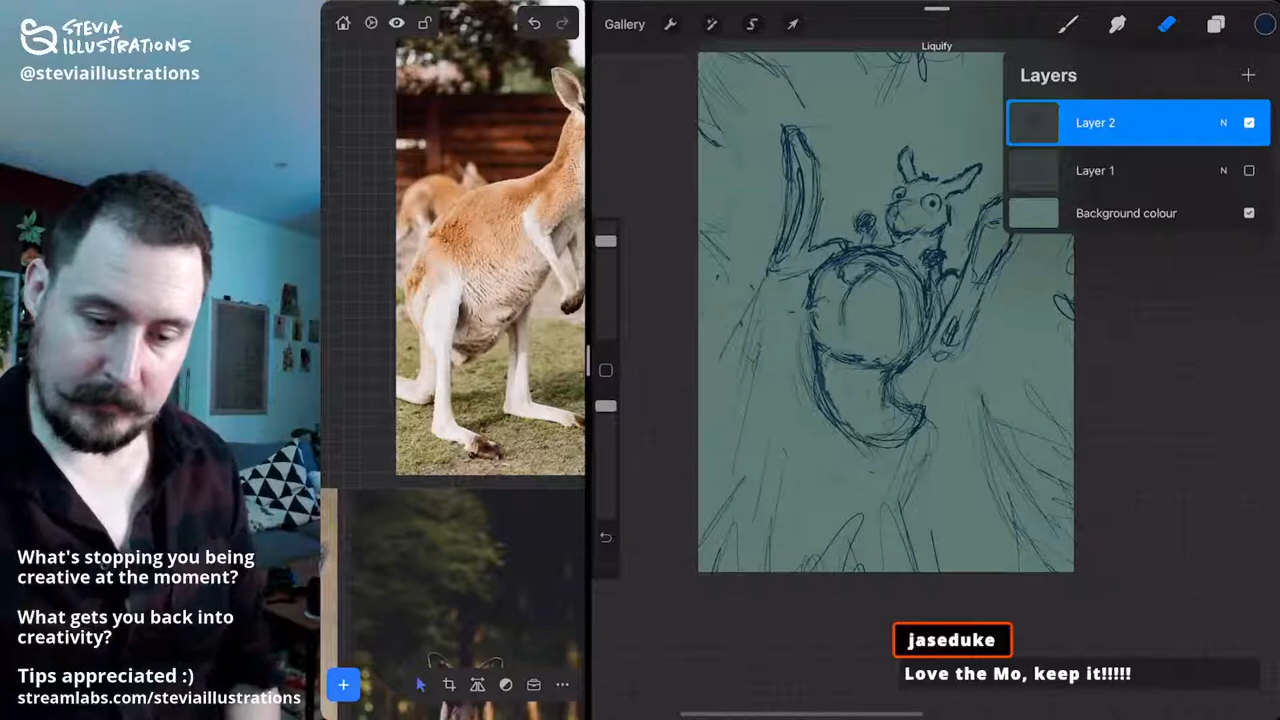 STEVIA
ILLUSTRATIONS
@steviaillustrations
What's stopping you being
creative at the moment?
What gets you back into
creativity?
Tips appreciated :)
streamlabs.com/steviaillustrations
Gallery
Liquify
Layers
Layer 2
N
Layer 1
N
Background colour
jaseduke
Love the Mo, keep it!!!!!